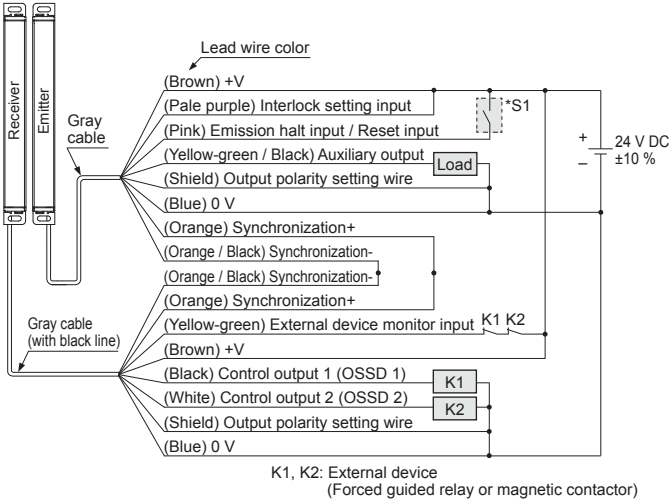 Receiver
Emitter
Gray
cable
Lead wire color
(Brown) +V
(Pale purple) Interlock setting input
*S1
(Pink) Emission halt input / Reset input
(Yellow-green / Black) Auxiliary output
Load
+
–
24 V DC
±10 %
(Shield) Output polarity setting wire
(Blue) 0 V
(Orange) Synchronization+
(Orange / Black) Synchronization-
(Orange / Black) Synchronization-
(Orange) Synchronization+
Gray cable
(with black line)
(Yellow-green) External device monitor input K1 K2
(Brown) +V
(Black) Control output 1 (OSSD 1)
K1
(White) Control output 2 (OSSD 2)
K2
(Shield) Output polarity setting wire
(Blue) 0 V
K1, K2: External device
(Forced guided relay or magnetic contactor)